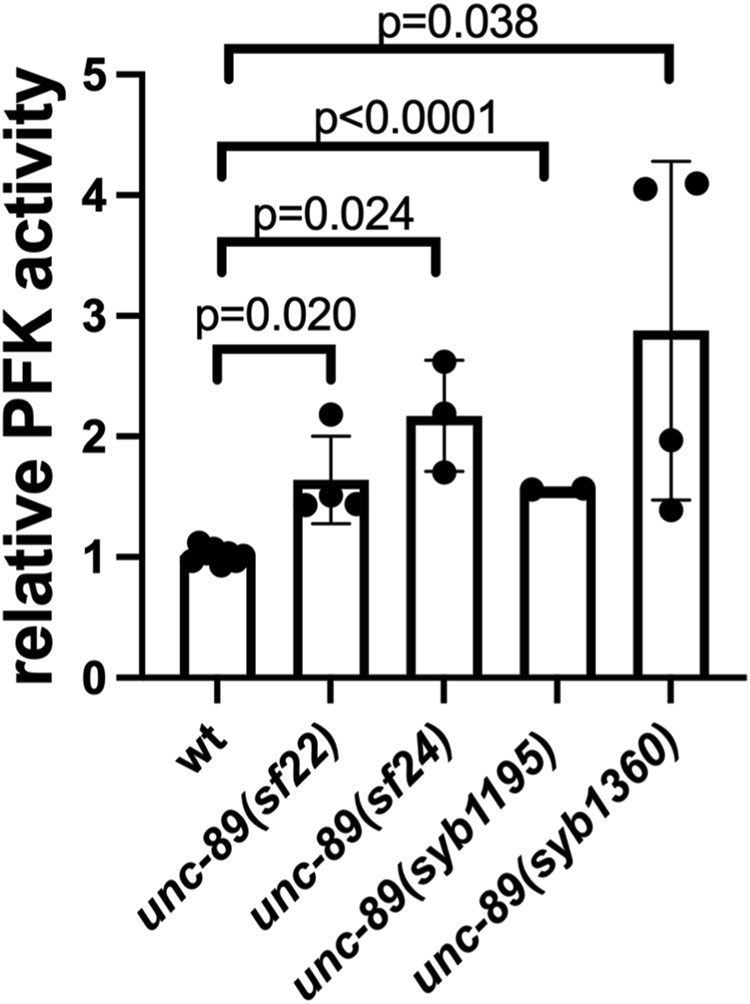 p=0.038
p<0.0001
p=0.024
p=0.020
relative PFK activity
5
4
3
2
1
0
wt
unc-89(sf22)
unc-89(sf24)
unc-89(syb1195)
unc-89(syb1360)